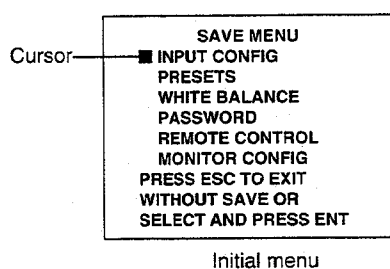 SAVE MENU
Cursor INPUT CONFIG
PRESETS
WHITE BALANCE
PASSWORD
REMOTE CONTROL
MONITOR CONFIG
PRESS ESC TO EXIT
WITHOUT SAVE OR
SELECT AND PRESS ENT
Initial menu